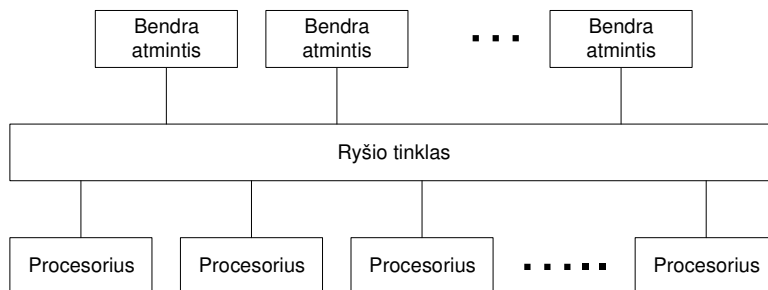 Bendra
atmintis
Bendra
atmintis
Bendra
atmintis
Ryšio tinklas
Procesorius
Procesorius
Procesorius
Procesorius